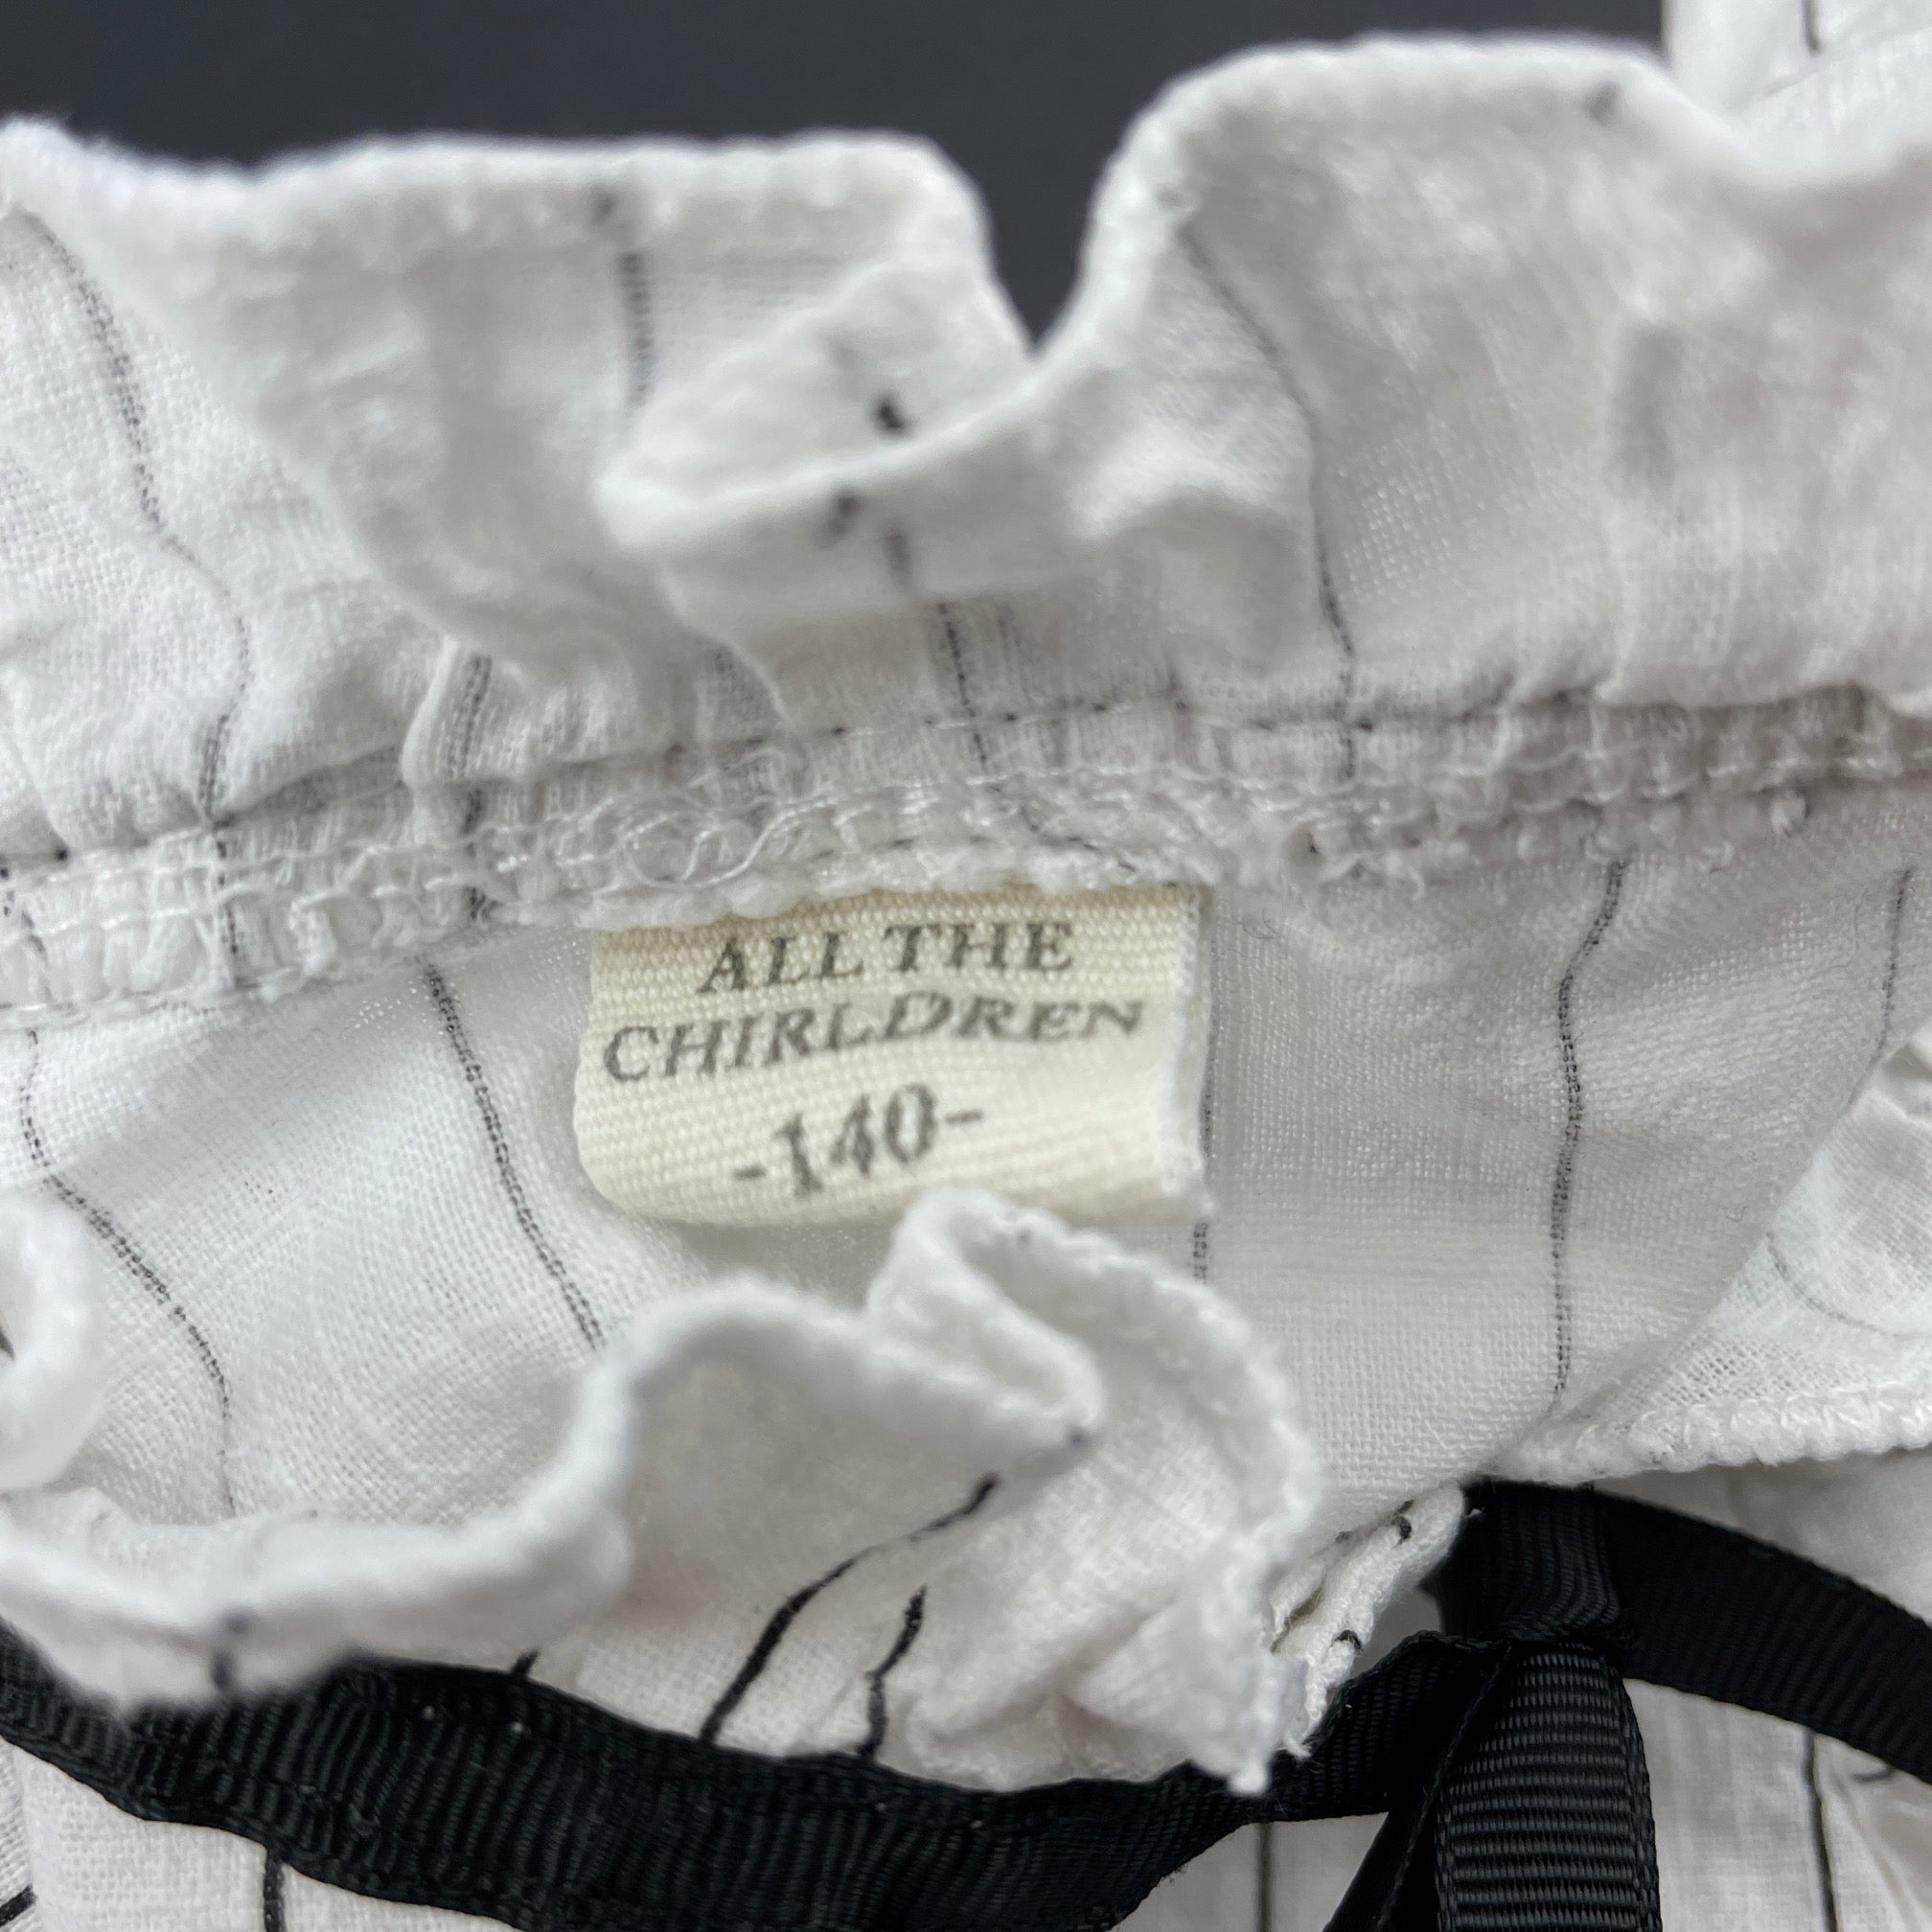 ALL THE
CHIRLDREN
-140-